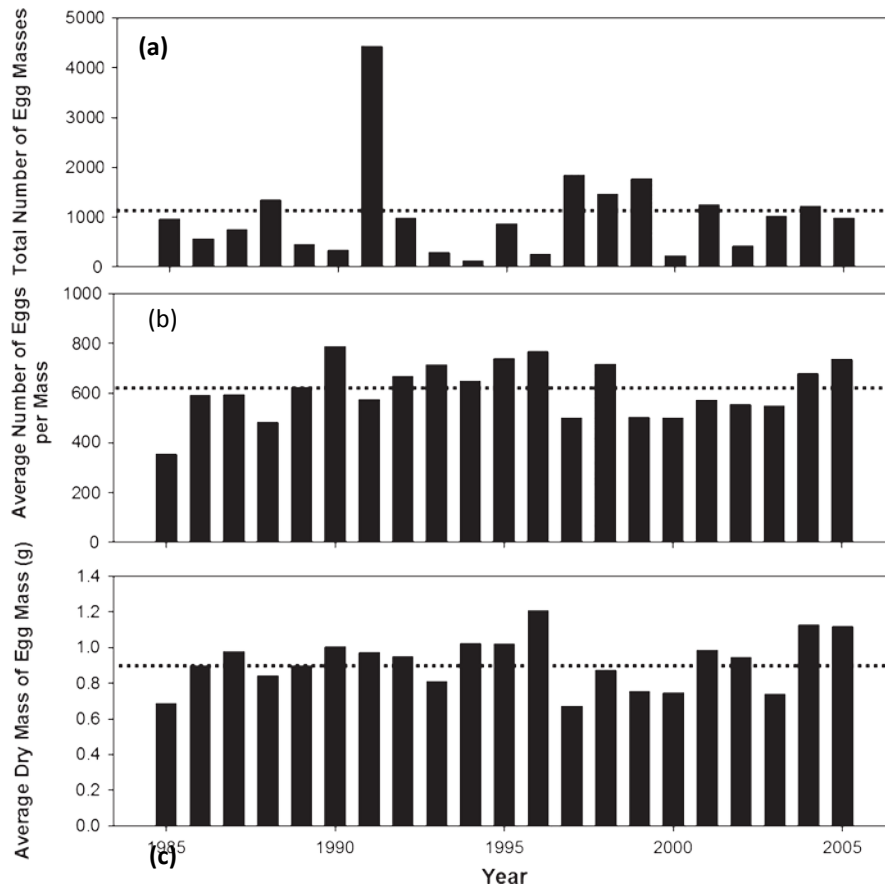 (a)
Total Number of Egg Masses
5000
4000
3000
2000
1000
0
(b)
Average Number of Eggs
per Mass
1000
800
600
400
200
0
Average Dry Mass of Egg Mass (g)
1.4
1.2
1.0
0.8
0.6
0.4
0.2
0.0
1985 1990 1995 2000 2005
(c)
Year